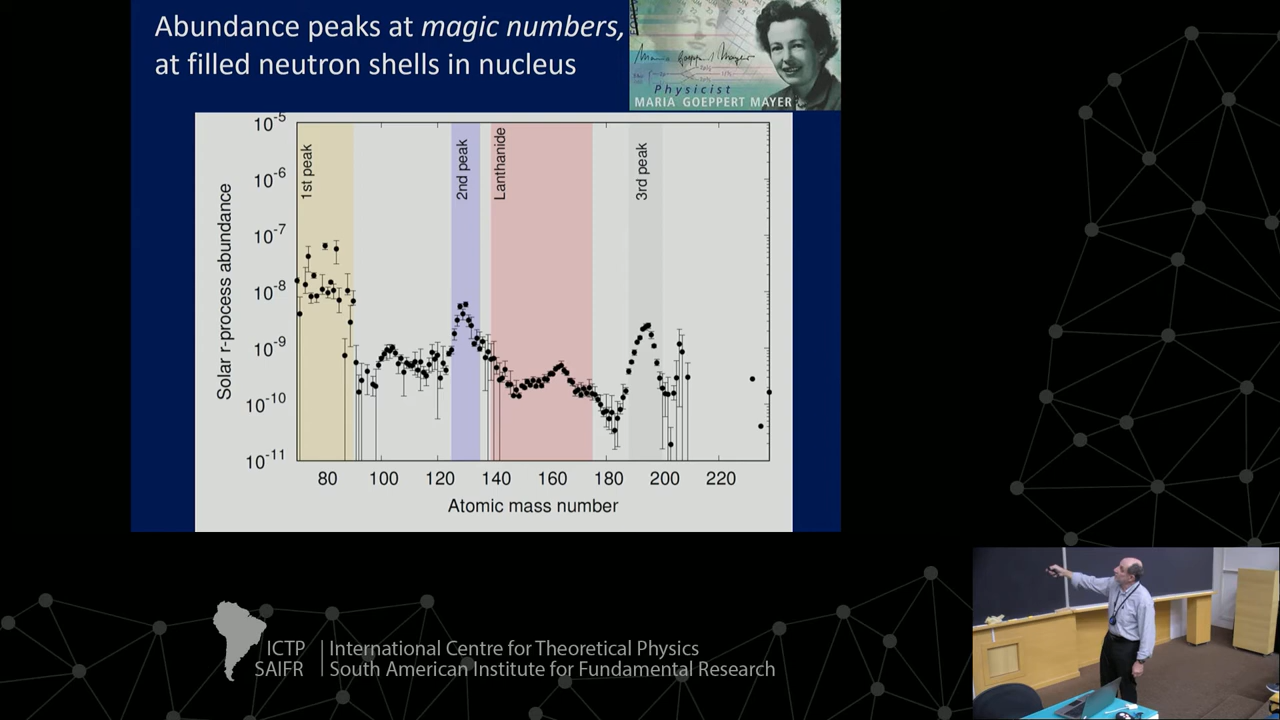 Abundance peaks at magic numbers,
at filled neutron shells in nucleus
Physicist
MARIA GOEPPERT MAYER
10-5
10-6
10-7
10-8
10-9
10-10
10-11
Solar r-process abundance
1st peak
2nd peak
Lanthanide
3rd peak
80 100 120 140 160 180 200 220
Atomic mass number
ICTP
SAIFR
International Centre for Theoretical Physics
South American Institute for Fundamental Research